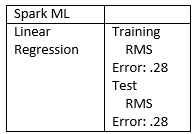 Spark ML
Linear
Regression
Training
RMS
Error: .28
Test
RMS
Error: .28